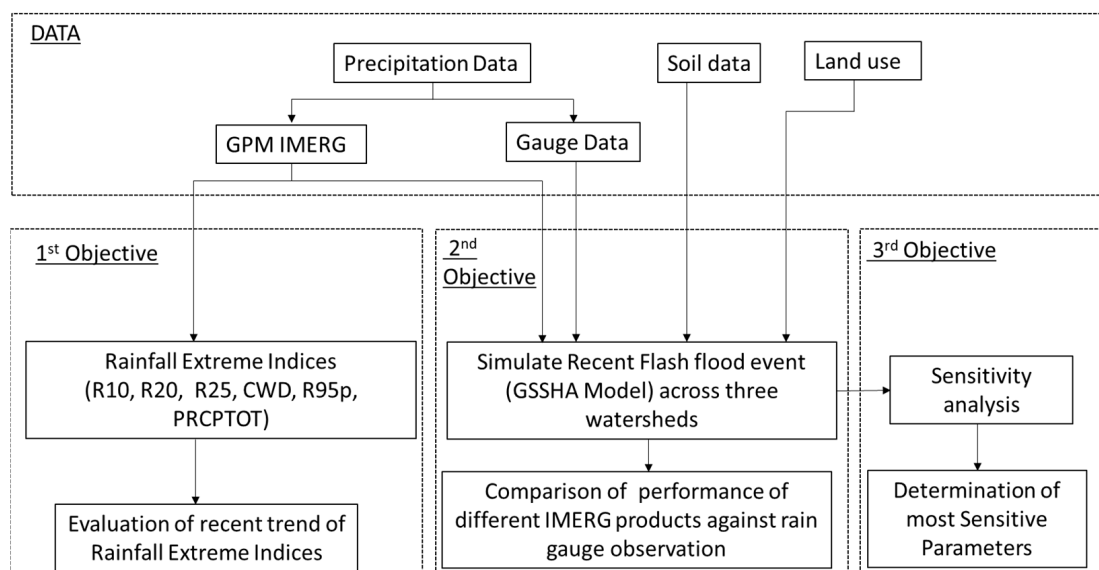 DATA
Precipitation Data
Soil data
Land use
GPM IMERG
Gauge Data
1st Objective
Rainfall Extreme Indices
(R10, R20, R25, CWD, R95p,
PRCPTOT)
Evaluation of recent trend of
Rainfall Extreme Indices
2nd
Objective
Simulate Recent Flash flood event
(GSSHA Model) across three
watersheds
Comparison of performance of
different IMERG products against rain
gauge observation
3rd Objective
Sensitivity
analysis
Determination of
most Sensitive
Parameters